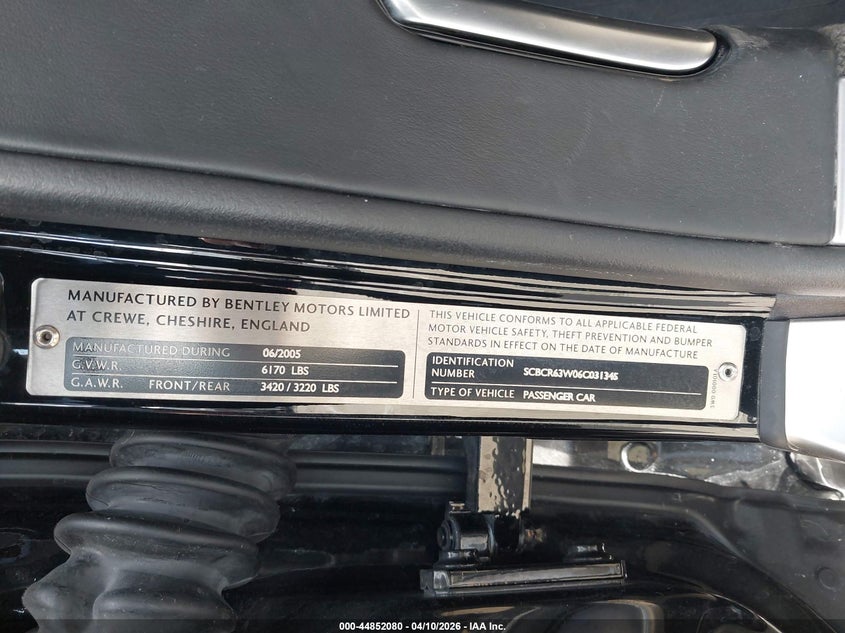 MANUFACTURED BY BENTLEY MOTORS LIMITED
AT CREWE, CHESHIRE, ENGLAND
MANUFACTURED DURING 06/2005
G.V.W.R. 6170 LBS
G.A.W.R. FRONT/REAR 3420 / 3220 LBS
THIS VEHICLE CONFORMS TO ALL APPLICABLE FEDERAL
MOTOR VEHICLE SAFETY, THEFT PREVENTION AND BUMPER
STANDARDS IN EFFECT ON THE DATE OF MANUFACTURE
IDENTIFICATION
NUMBER SCBCR63W06C031345
TYPE OF VEHICLE PASSENGER CAR
000-44852080 - 04/10/2026 - IAA Inc.